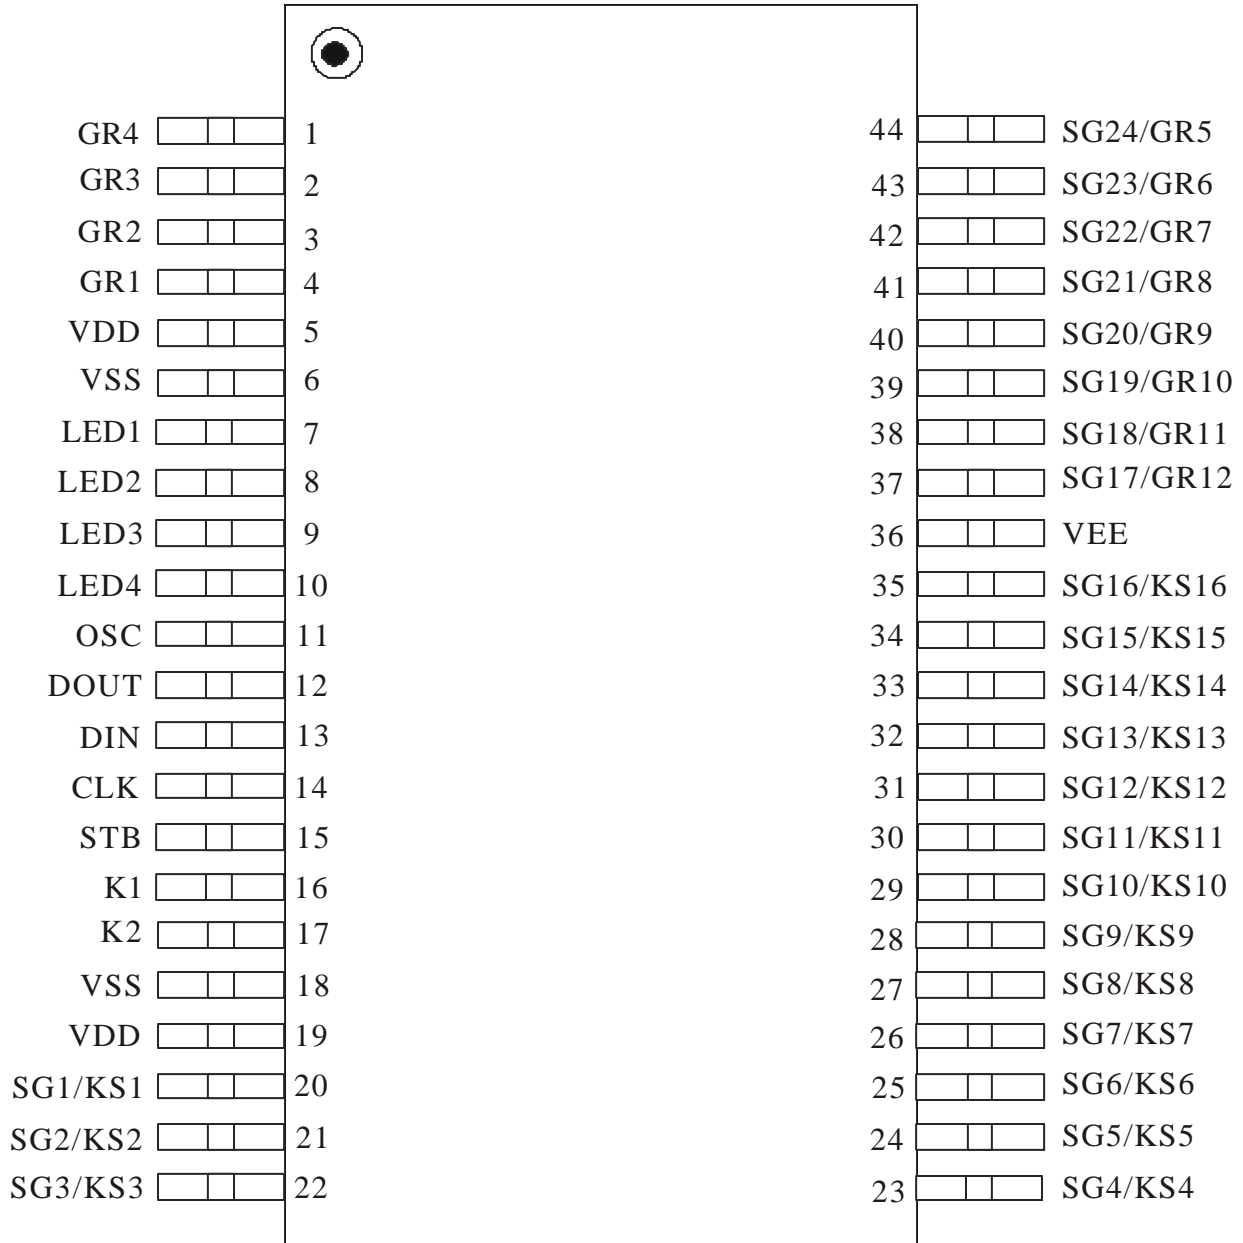 GR4 1 44 SG24/GR5
GR3 2 43 SG23/GR6
GR2 3 42 SG22/GR7
GR1 4 41 SG21/GR8
VDD 5 40 SG20/GR9
VSS 6 39 SG19/GR10
LED1 7 38 SG18/GR11
LED2 8 37 SG17/GR12
LED3 9 36 VEE
LED4 10 35 SG16/KS16
OSC 11 34 SG15/KS15
DOUT 12 33 SG14/KS14
DIN 13 32 SG13/KS13
CLK 14 31 SG12/KS12
STB 15 30 SG11/KS11
K1 16 29 SG10/KS10
K2 17 28 SG9/KS9
VSS 18 27 SG8/KS8
VDD 19 26 SG7/KS7
SG1/KS1 20 25 SG6/KS6
SG2/KS2 21 24 SG5/KS5
SG3/KS3 22 23 SG4/KS4